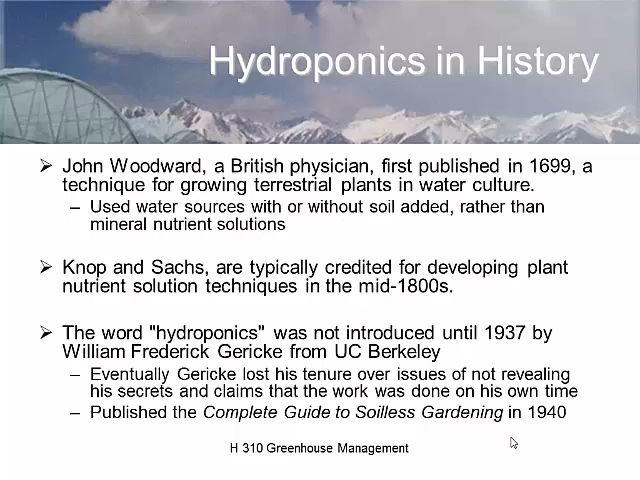 Hydroponics in History
➢ John Woodward, a British physician, first published in 1699, a
technique for growing terrestrial plants in water culture.
– Used water sources with or without soil added, rather than
mineral nutrient solutions
➢ Knop and Sachs, are typically credited for developing plant
nutrient solution techniques in the mid-1800s.
➢ The word "hydroponics" was not introduced until 1937 by
William Frederick Gericke from UC Berkeley
– Eventually Gericke lost his tenure over issues of not revealing
his secrets and claims that the work was done on his own time
– Published the Complete Guide to Soilless Gardening in 1940
H 310 Greenhouse Management